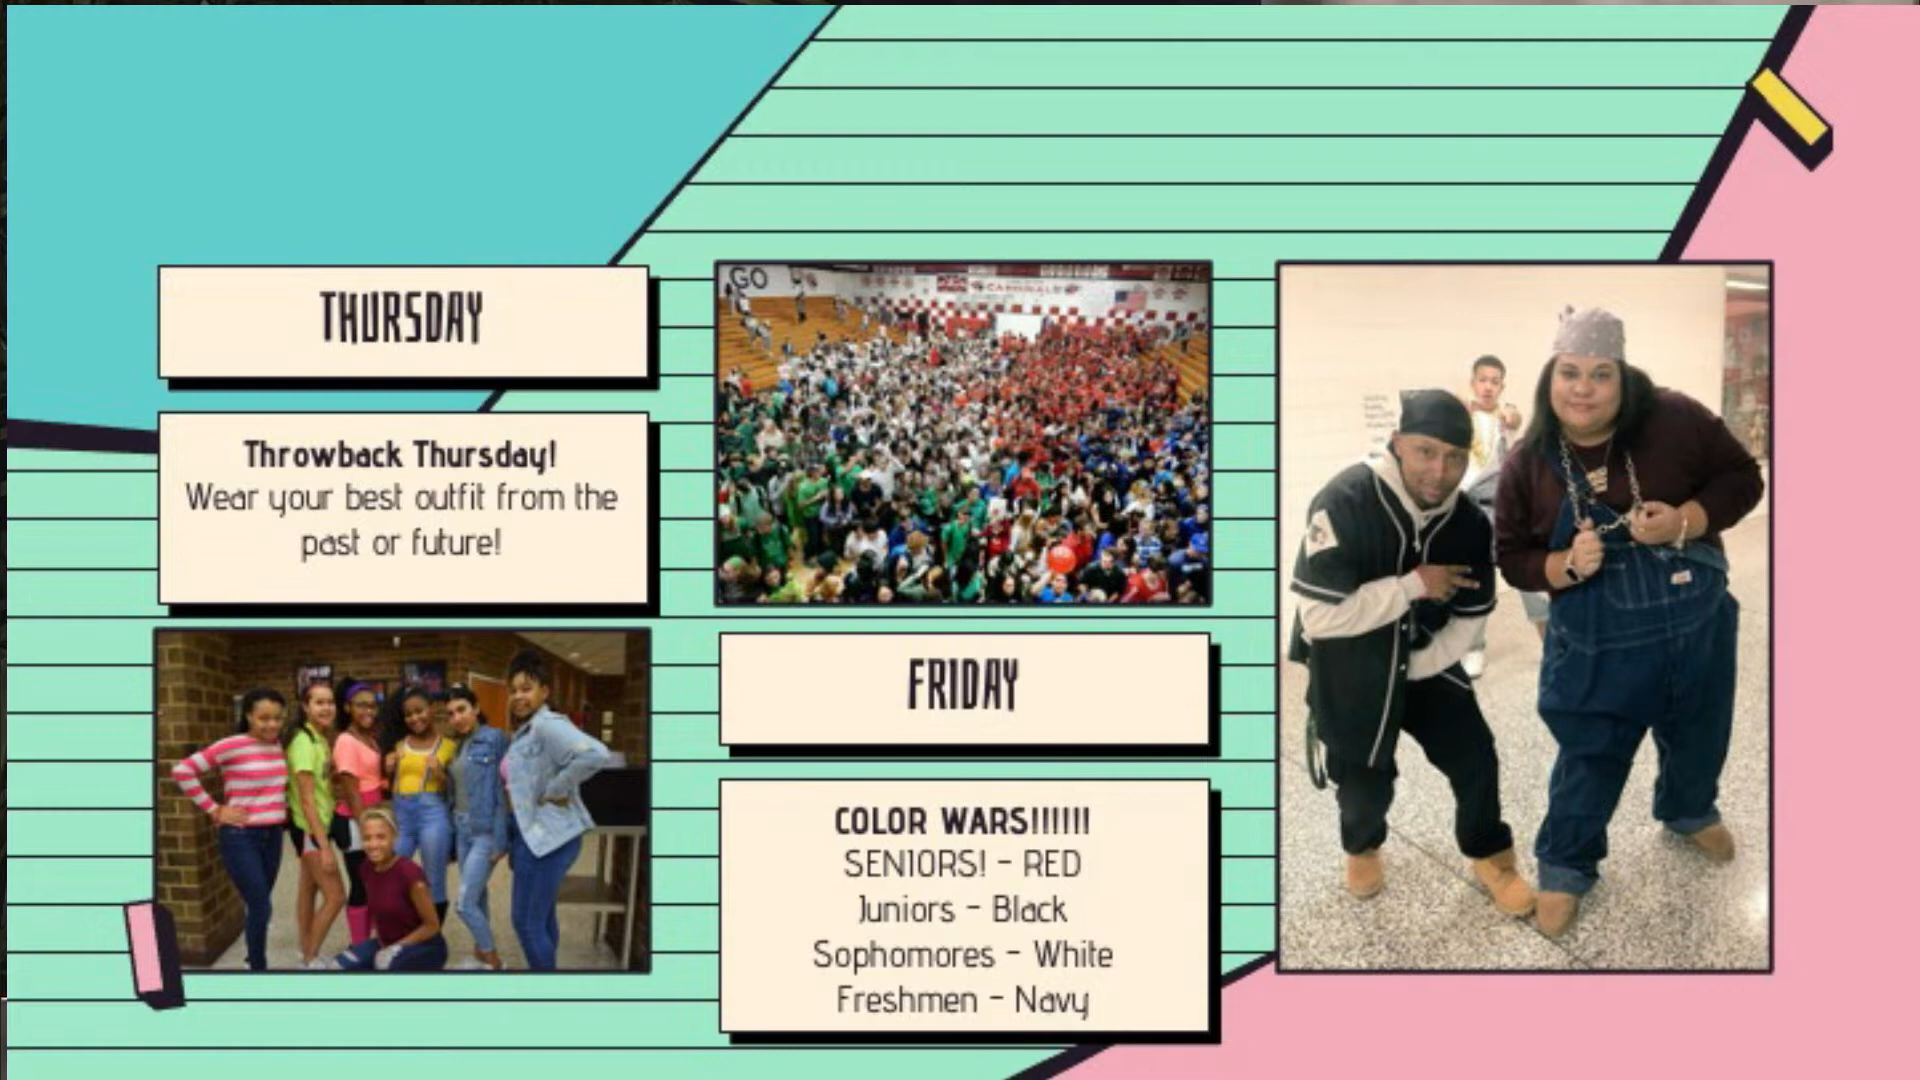 THURSDAY
Throwback Thursday!
Wear your best outfit from the
past or future!
GO
CARDINALS
FRIDAY
COLOR WARS!!!!!!
SENIORS! - RED
Juniors - Black
Sophomores - White
Freshmen - Navy